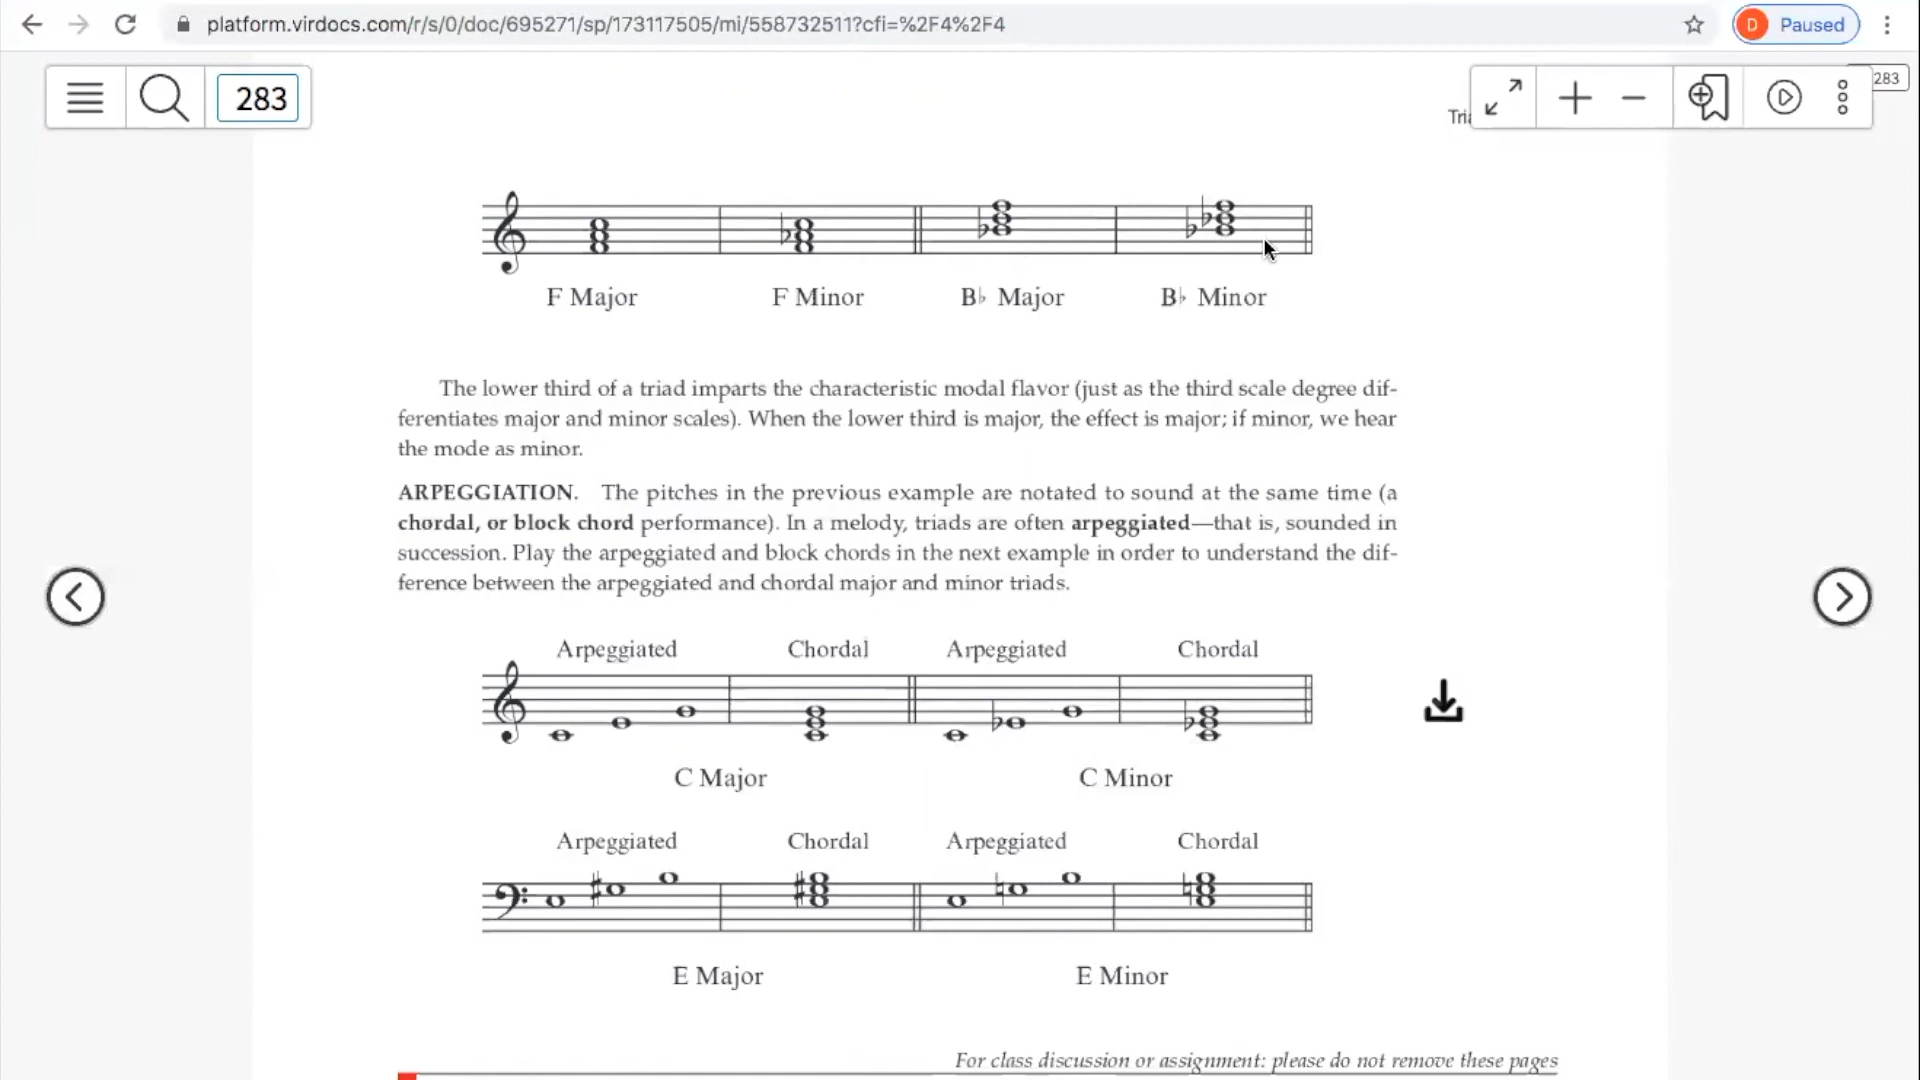 platform.virdocs.com/r/s/0/doc/695271/sp/173117505/mi/558732511?cfi=%2F4%2F4
D
Paused
283
283
Tria
F Major F Minor B♭ Major B♭ Minor
The lower third of a triad imparts the characteristic modal flavor (just as the third scale degree dif-
ferentiates major and minor scales). When the lower third is major, the effect is major; if minor, we hear
the mode as minor.
ARPEGGIATION. The pitches in the previous example are notated to sound at the same time (a
chordal, or block chord performance). In a melody, triads are often arpeggiated—that is, sounded in
succession. Play the arpeggiated and block chords in the next example in order to understand the dif-
ference between the arpeggiated and chordal major and minor triads.
Arpeggiated Chordal Arpeggiated Chordal
C Major C Minor
Arpeggiated Chordal Arpeggiated Chordal
E Major E Minor
For class discussion or assignment: please do not remove these pages